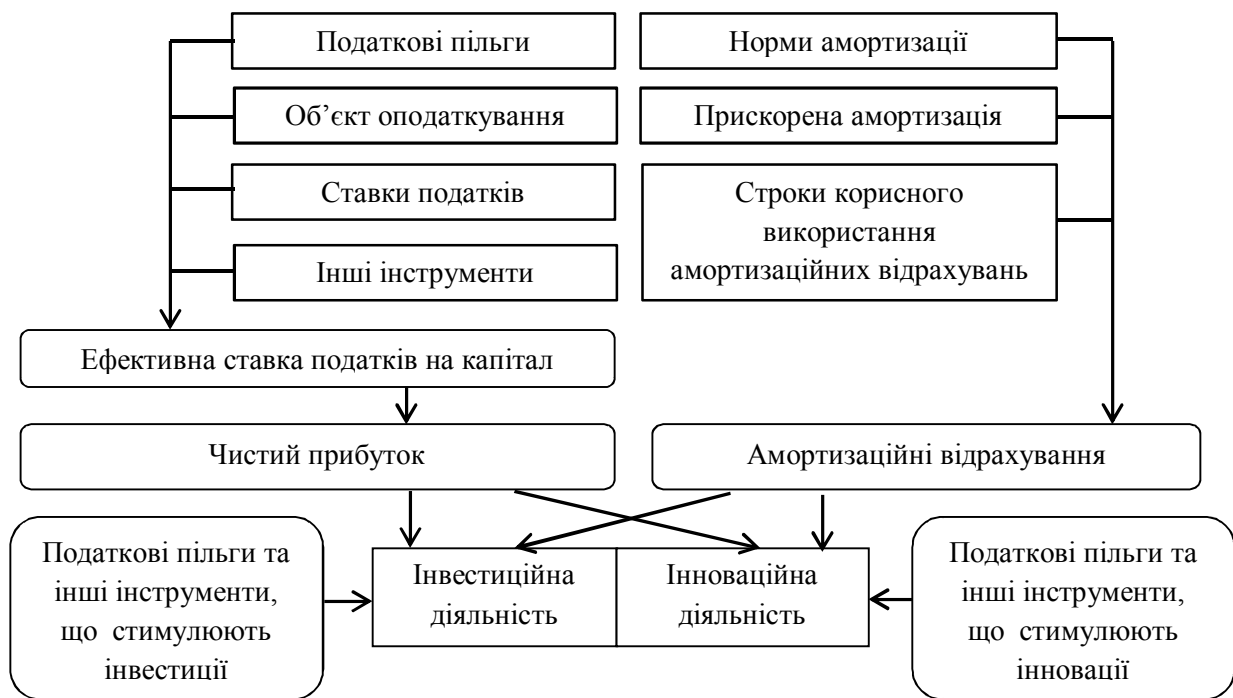 Податкові пільги
Норми амортизації
Об’єкт оподаткування
Прискорена амортизація
Ставки податків
Строки корисного
використання
амортизаційних відрахувань
Інші інструменти
Ефективна ставка податків на капітал
Чистий прибуток
Амортизаційні відрахування
Податкові пільги та
інші інструменти,
що стимулюють
інвестиції
Інвестиційна
діяльність
Інноваційна
діяльність
Податкові пільги та
інші інструменти,
що стимулюють
інновації